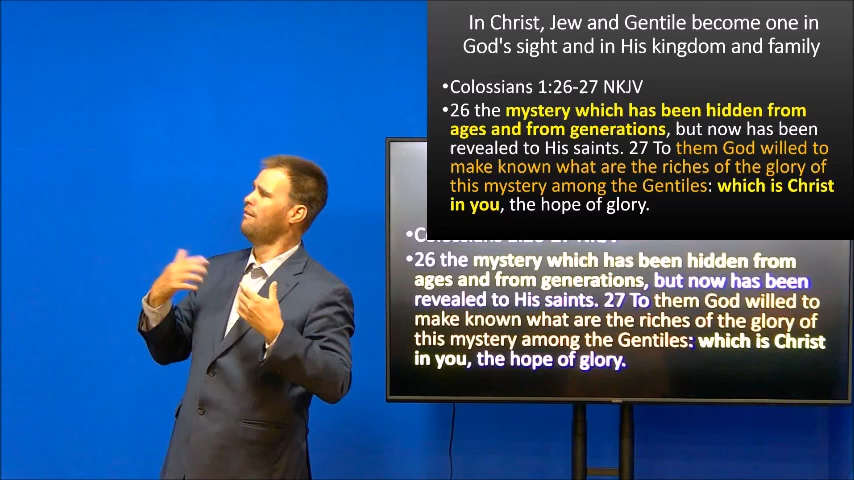 In Christ, Jew and Gentile become one in
God's sight and in His kingdom and family
•Colossians 1:26-27 NKJV
•26 the mystery which has been hidden from
ages and from generations, but now has been
revealed to His saints. 27 To them God willed to
make known what are the riches of the glory of
this mystery among the Gentiles: which is Christ
in you, the hope of glory.
•26 the mystery which has been hidden from
ages and from generations, but now has been
revealed to His saints. 27 To them God willed to
make known what are the riches of the glory of
this mystery among the Gentiles: which is Christ
in you, the hope of glory.